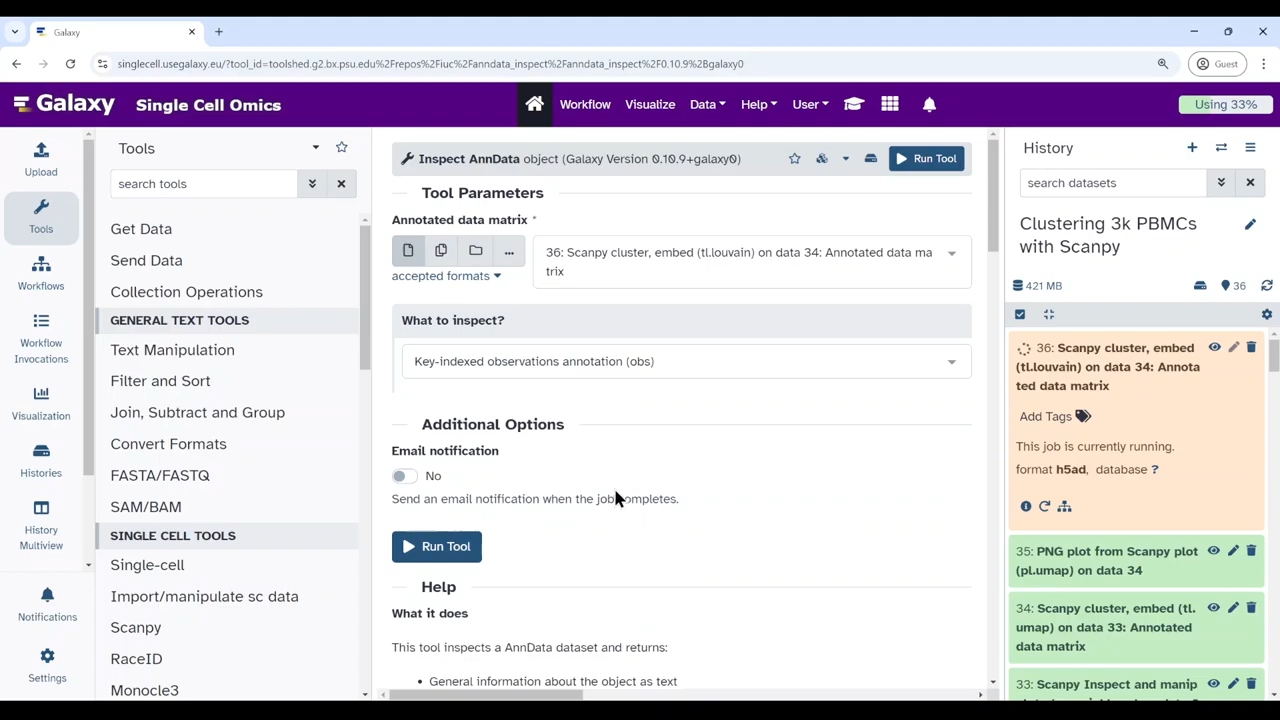 Galaxy
Guest
singlecell.usegalaxy.eu/?tool_id=toolshed.g2.bx.psu.edu%2Frepos%2Fiuc%2Fanndata_inspect%2Fanndata_inspect%2F0.10.9%2Bgalaxy0
Galaxy Single Cell Omics
Workflow Visualize Data Help User
Using 33%
Upload
Tools
Workflows
Workflow
Invocations
Visualization
Histories
History
Multiview
Notifications
Settings
Tools
search tools
Get Data
Send Data
Collection Operations
GENERAL TEXT TOOLS
Text Manipulation
Filter and Sort
Join, Subtract and Group
Convert Formats
FASTA/FASTQ
SAM/BAM
SINGLE CELL TOOLS
Single-cell
Import/manipulate sc data
Scanpy
RaceID
Monocle3
Inspect AnnData object (Galaxy Version 0.10.9+galaxy0)
Run Tool
Tool Parameters
Annotated data matrix *
36: Scanpy cluster, embed (tl.louvain) on data 34: Annotated data ma
trix
accepted formats
What to inspect?
Key-indexed observations annotation (obs)
Additional Options
Email notification
No
Send an email notification when the job completes.
Run Tool
Help
What it does
This tool inspects a AnnData dataset and returns:
• General information about the object as text
History
search datasets
Clustering 3k PBMCs
with Scanpy
421 MB
36
36: Scanpy cluster, embed
(tl.louvain) on data 34: Annota
ted data matrix
Add Tags
This job is currently running.
format h5ad, database ?
35: PNG plot from Scanpy plot
(pl.umap) on data 34
34: Scanpy cluster, embed (tl.
umap) on data 33: Annotated
data matrix
33: Scanpy Inspect and manip